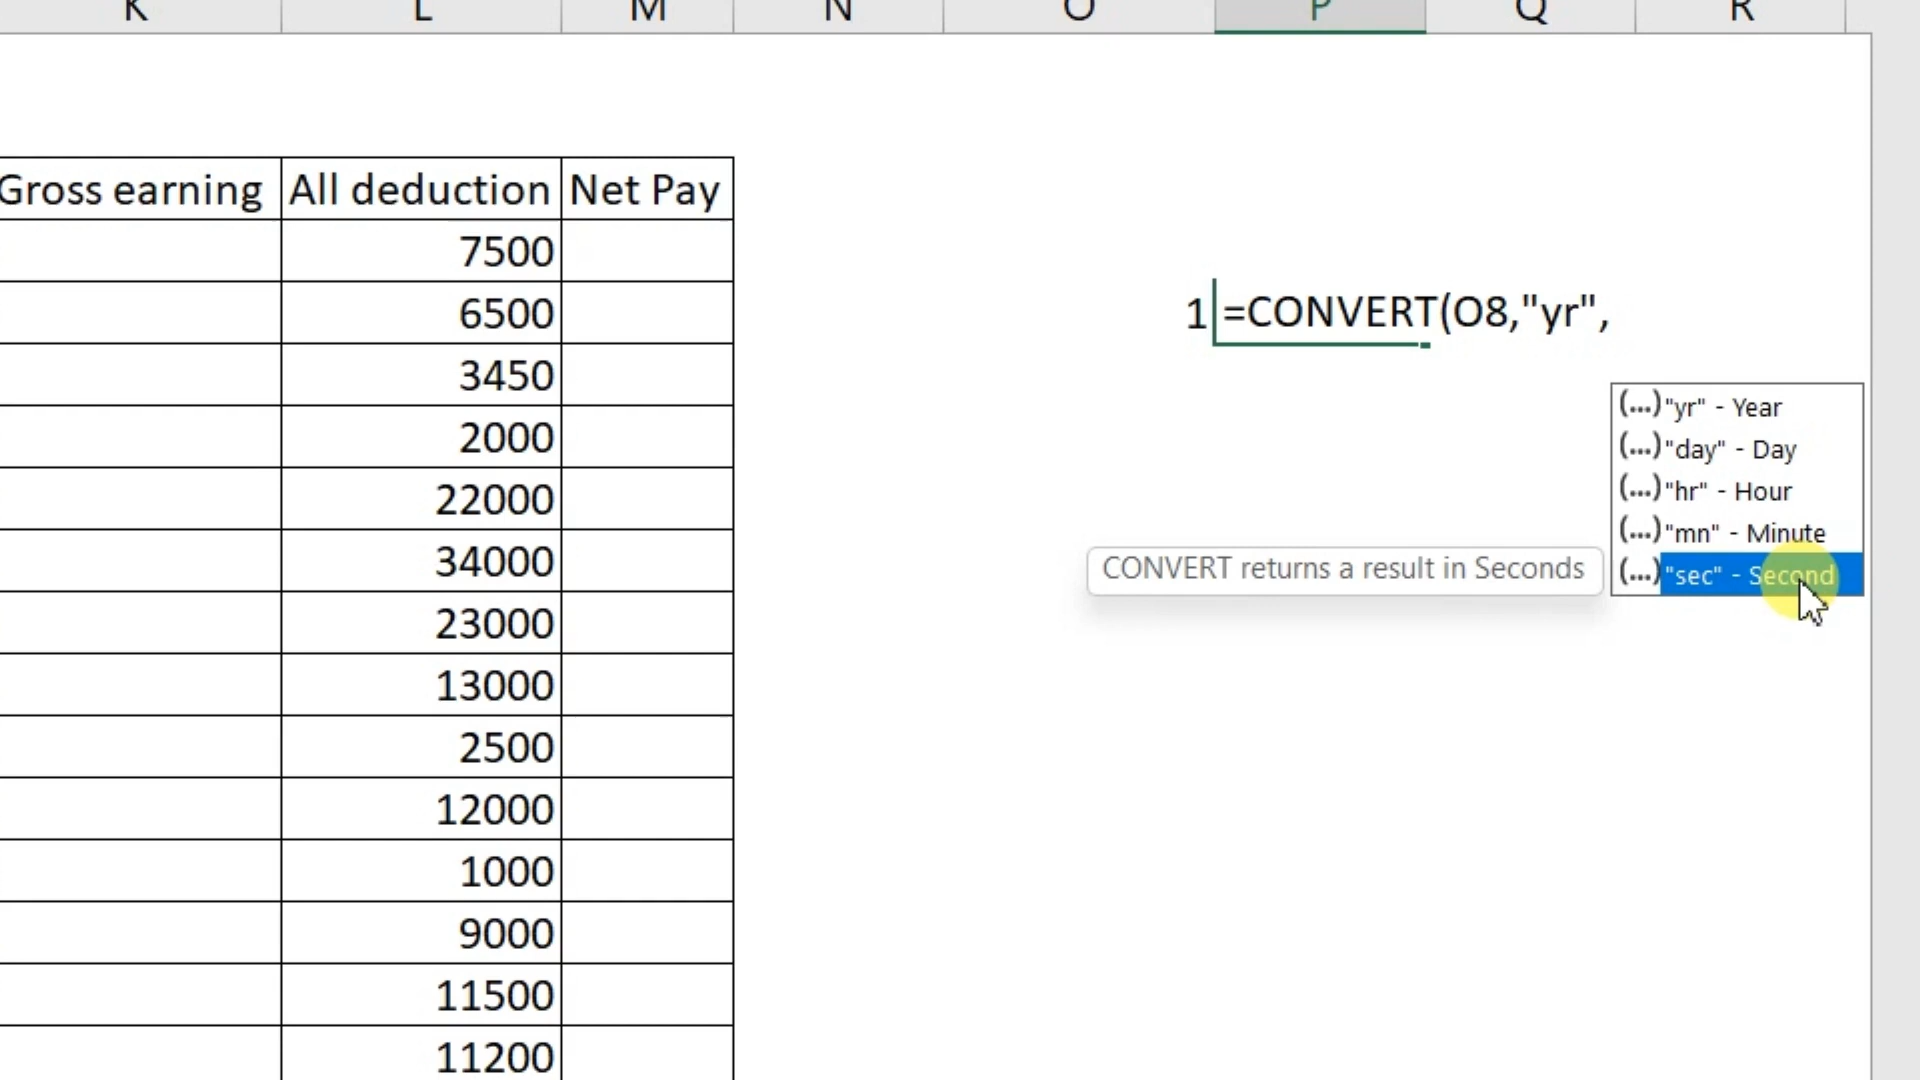 K L M N O P Q R
Gross earning All deduction Net Pay
7500
1 =CONVERT(O8,"yr",
6500
3450
(...) "yr" - Year
2000
(...) "day" - Day
22000
(...) "hr" - Hour
(...) "mn" - Minute
34000
CONVERT returns a result in Seconds
(...) "sec" - Second
23000
13000
2500
12000
1000
9000
11500
11200